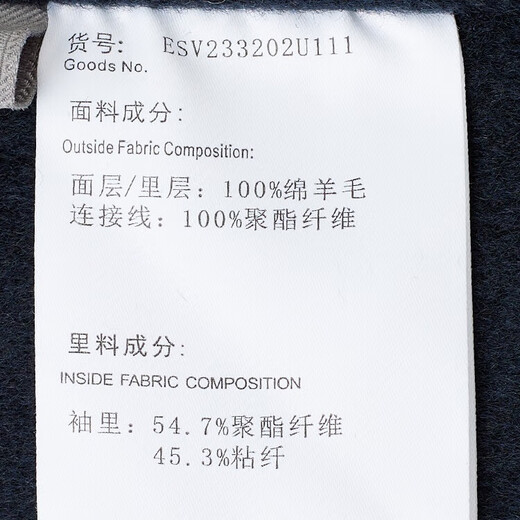 货号: ESV233202U111
Goods No.
面料成分:
Outside Fabric Composition:
面层/里层: 100%绵羊毛
连接线: 100%聚酯纤维
里料成分:
INSIDE FABRIC COMPOSITION
袖里: 54.7%聚酯纤维
45.3%粘纤